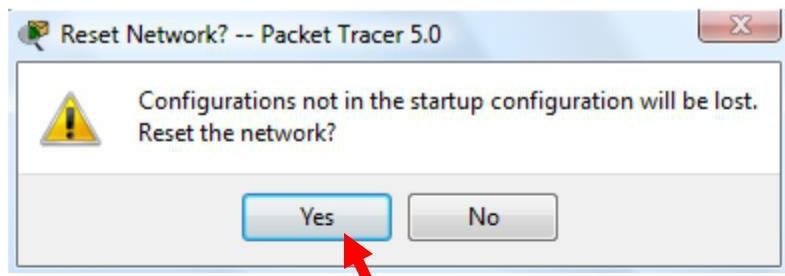 Reset Network? -- Packet Tracer 5.0
Configurations not in the startup configuration will be lost.
Reset the network?
Yes
No